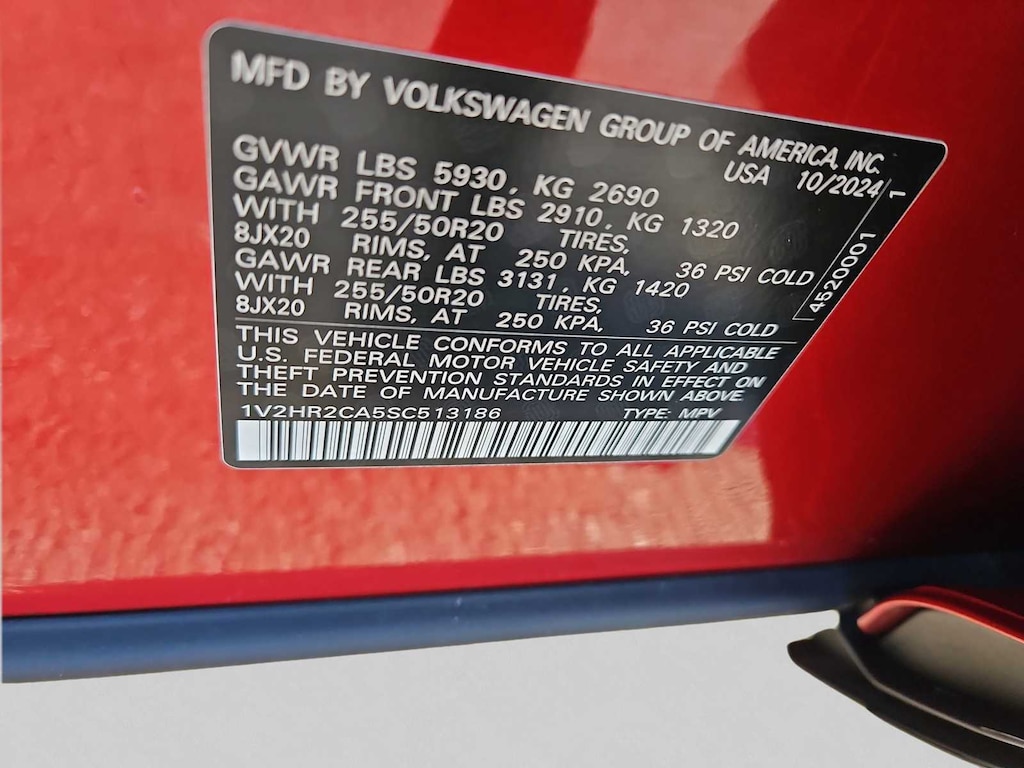 MFD BY VOLKSWAGEN GROUP OF AMERICA, INC.
USA 10/2024
GVWR LBS 5930, KG 2690
GAWR FRONT LBS 2910, KG 1320
WITH 255/50R20 TIRES,
8JX20 RIMS, AT 250 KPA, 36 PSI COLD
GAWR REAR LBS 3131, KG 1420
WITH 255/50R20 TIRES,
8JX20 RIMS, AT 250 KPA, 36 PSI COLD
4520001 1
THIS VEHICLE CONFORMS TO ALL APPLICABLE
U.S. FEDERAL MOTOR VEHICLE SAFETY AND
THEFT PREVENTION STANDARDS IN EFFECT ON
THE DATE OF MANUFACTURE SHOWN ABOVE.
1V2HR2CA5SC513186 TYPE: MPV